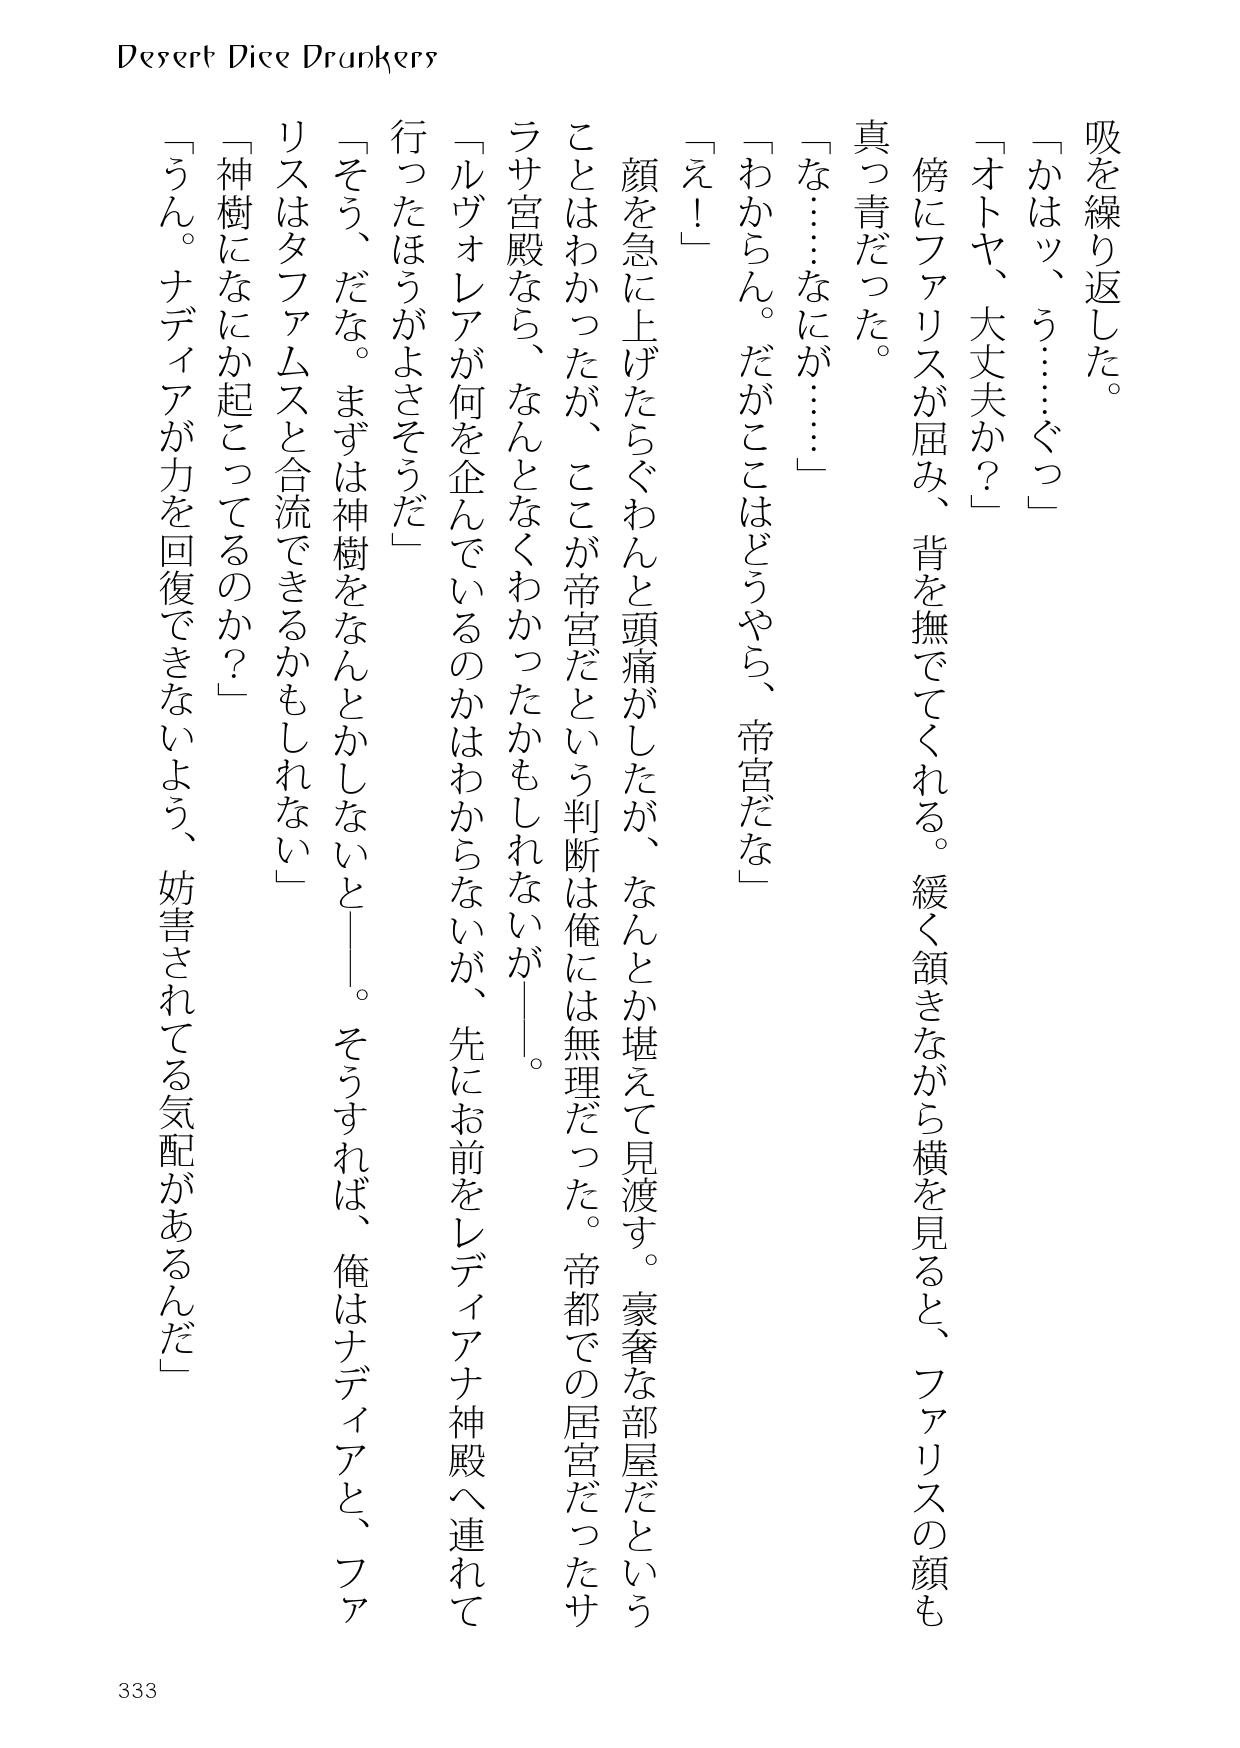 Desert Dice Drunkers
吸を繰り返した。
「かはッ、う……ぐっ」
「オトヤ、大丈夫か？」
　傍にファリスが屈み、背を撫でてくれる。緩く頷きながら横を見ると、ファリスの顔も
真っ青だった。
「な……なにが……」
「わからん。だがここはどうやら、帝宮だな」
「え！」
　顔を急に上げたらぐわんと頭痛がしたが、なんとか堪えて見渡す。豪奢な部屋だという
ことはわかったが、ここが帝宮だという判断は俺には無理だった。帝都での居宮だったサ
ラサ宮殿なら、なんとなくわかったかもしれないが――。
「ルヴォレアが何を企んでいるのかはわからないが、先にお前をレディアナ神殿へ連れて
行ったほうがよさそうだ」
「そう、だな。まずは神樹をなんとかしないと――。そうすれば、俺はナディアと、ファ
リスはタファムスと合流できるかもしれない」
「神樹になにか起こってるのか？」
「うん。ナディアが力を回復できないよう、妨害されてる気配があるんだ」
333